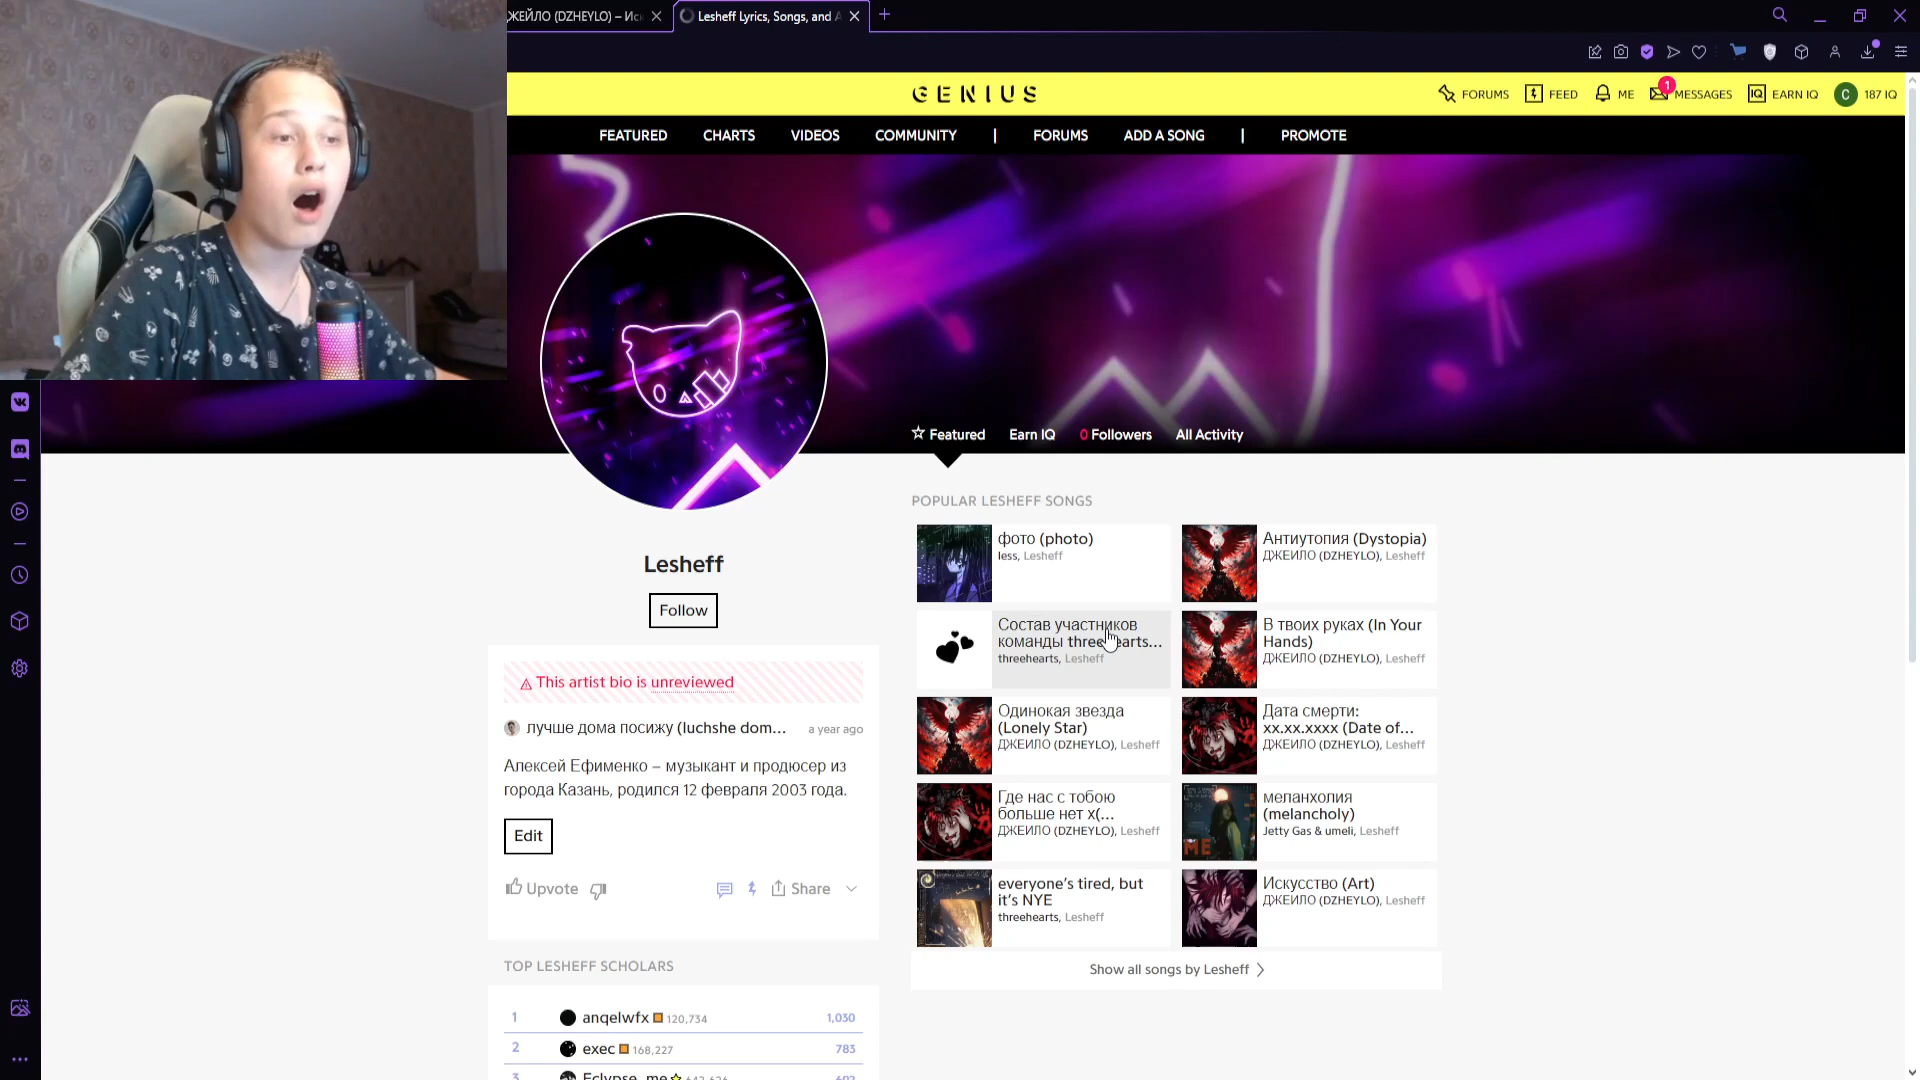 ЖЕЙЛО (DZHEYLO) – Ис
Lesheff Lyrics, Songs, and A
GENIUS
FORUMS
FEED
ME
1
MESSAGES
IQ
EARN IQ
C
187 IQ
FEATURED
CHARTS
VIDEOS
COMMUNITY
|
FORUMS
ADD A SONG
|
PROMOTE
Featured
Earn IQ
0 Followers
All Activity
Lesheff
Follow
This artist bio is unreviewed
лучше дома посижу (luchshe dom...
a year ago
Алексей Ефименко – музыкант и продюсер из
города Казань, родился 12 февраля 2003 года.
Edit
Upvote
Share
TOP LESHEFF SCHOLARS
1 anqelwfx 120,734 1,030
2 exec 168,227 783
3 Eclypse_me
POPULAR LESHEFF SONGS
фото (photo)
less, Lesheff
Антиутопия (Dystopia)
ДЖЕЙЛО (DZHEYLO), Lesheff
Состав участников
команды threehearts...
threehearts, Lesheff
В твоих руках (In Your
Hands)
ДЖЕЙЛО (DZHEYLO), Lesheff
Одинокая звезда
(Lonely Star)
ДЖЕЙЛО (DZHEYLO), Lesheff
Дата смерти:
xx.xx.xxxx (Date of...
ДЖЕЙЛО (DZHEYLO), Lesheff
Где нас с тобою
больше нет x(...
ДЖЕЙЛО (DZHEYLO), Lesheff
меланхолия
(melancholy)
Jetty Gas & umeli, Lesheff
ME
everyone's tired, but
it's NYE
threehearts, Lesheff
Искусство (Art)
ДЖЕЙЛО (DZHEYLO), Lesheff
Show all songs by Lesheff